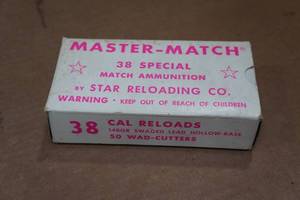 MASTER-MATCH®
38 SPECIAL
MATCH AMMUNITION
BY STAR RELOADING CO.
WARNING • KEEP OUT OF REACH OF CHILDREN
38 CAL RELOADS
148GR SWAGED LEAD HOLLOW-BASE
50 WAD-CUTTERS